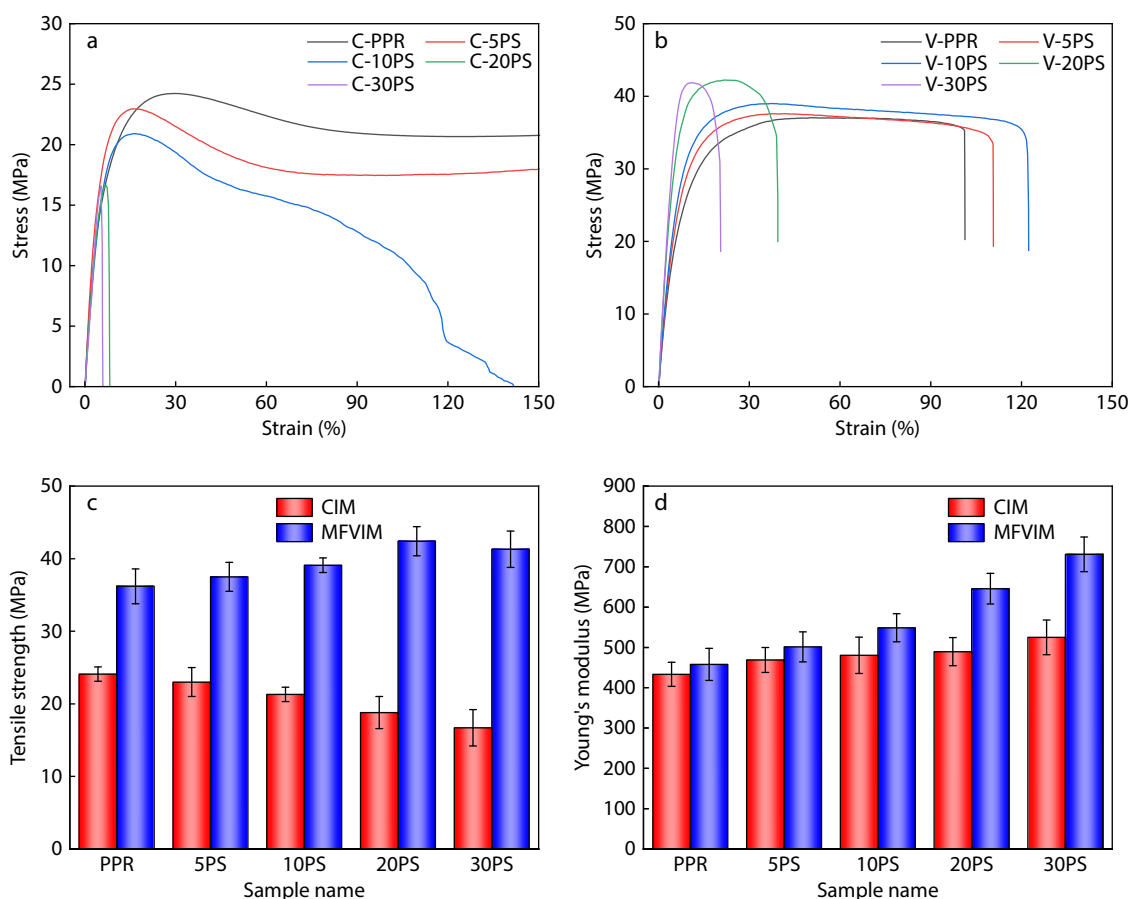 a
C-PPR
C-5PS
C-10PS
C-20PS
C-30PS
30
25
20
15
10
5
0
Stress (MPa)
0 30 60 90 120 150
Strain (%)
b
V-PPR
V-5PS
V-10PS
V-20PS
V-30PS
50
40
30
20
10
0
Stress (MPa)
0 30 60 90 120 150
Strain (%)
c
CIM
MFVIM
50
40
30
20
10
0
Tensile strength (MPa)
PPR 5PS 10PS 20PS 30PS
Sample name
d
CIM
MFVIM
900
800
700
600
500
400
300
200
100
0
Young's modulus (MPa)
PPR 5PS 10PS 20PS 30PS
Sample name